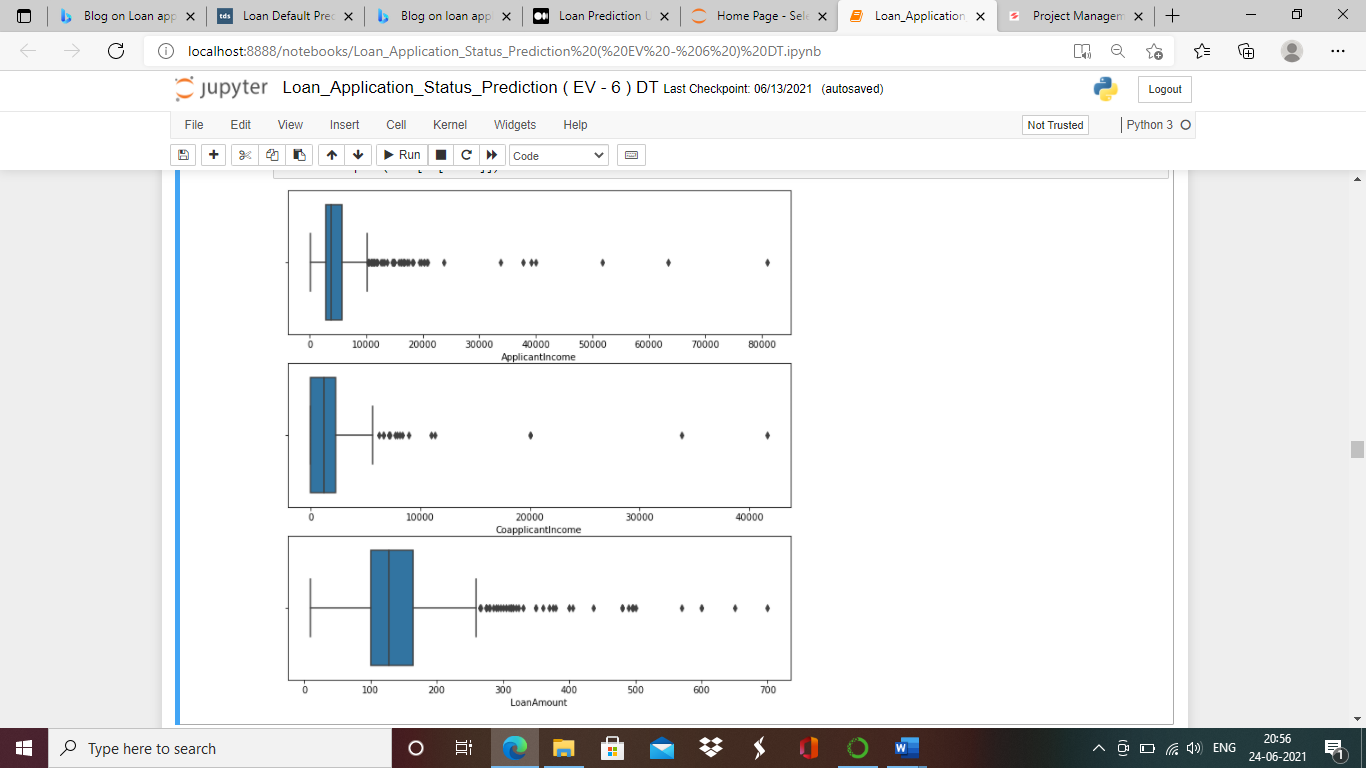 Blog on Loan app
Loan Default Pred
Blog on loan app
Loan Prediction U
Home Page - Sele
Loan_Application_
Project Managem
localhost:8888/notebooks/Loan_Application_Status_Prediction%20(%20EV%20-%206%20)%20DT.ipynb
jupyter Loan_Application_Status_Prediction ( EV - 6 ) DT Last Checkpoint: 06/13/2021 (autosaved)
Logout
File Edit View Insert Cell Kernel Widgets Help
Not Trusted
Python 3
Run
Code
0 10000 20000 30000 40000 50000 60000 70000 80000
ApplicantIncome
0 10000 20000 30000 40000
CoapplicantIncome
0 100 200 300 400 500 600 700
LoanAmount
Type here to search
ENG
20:56
24-06-2021
1